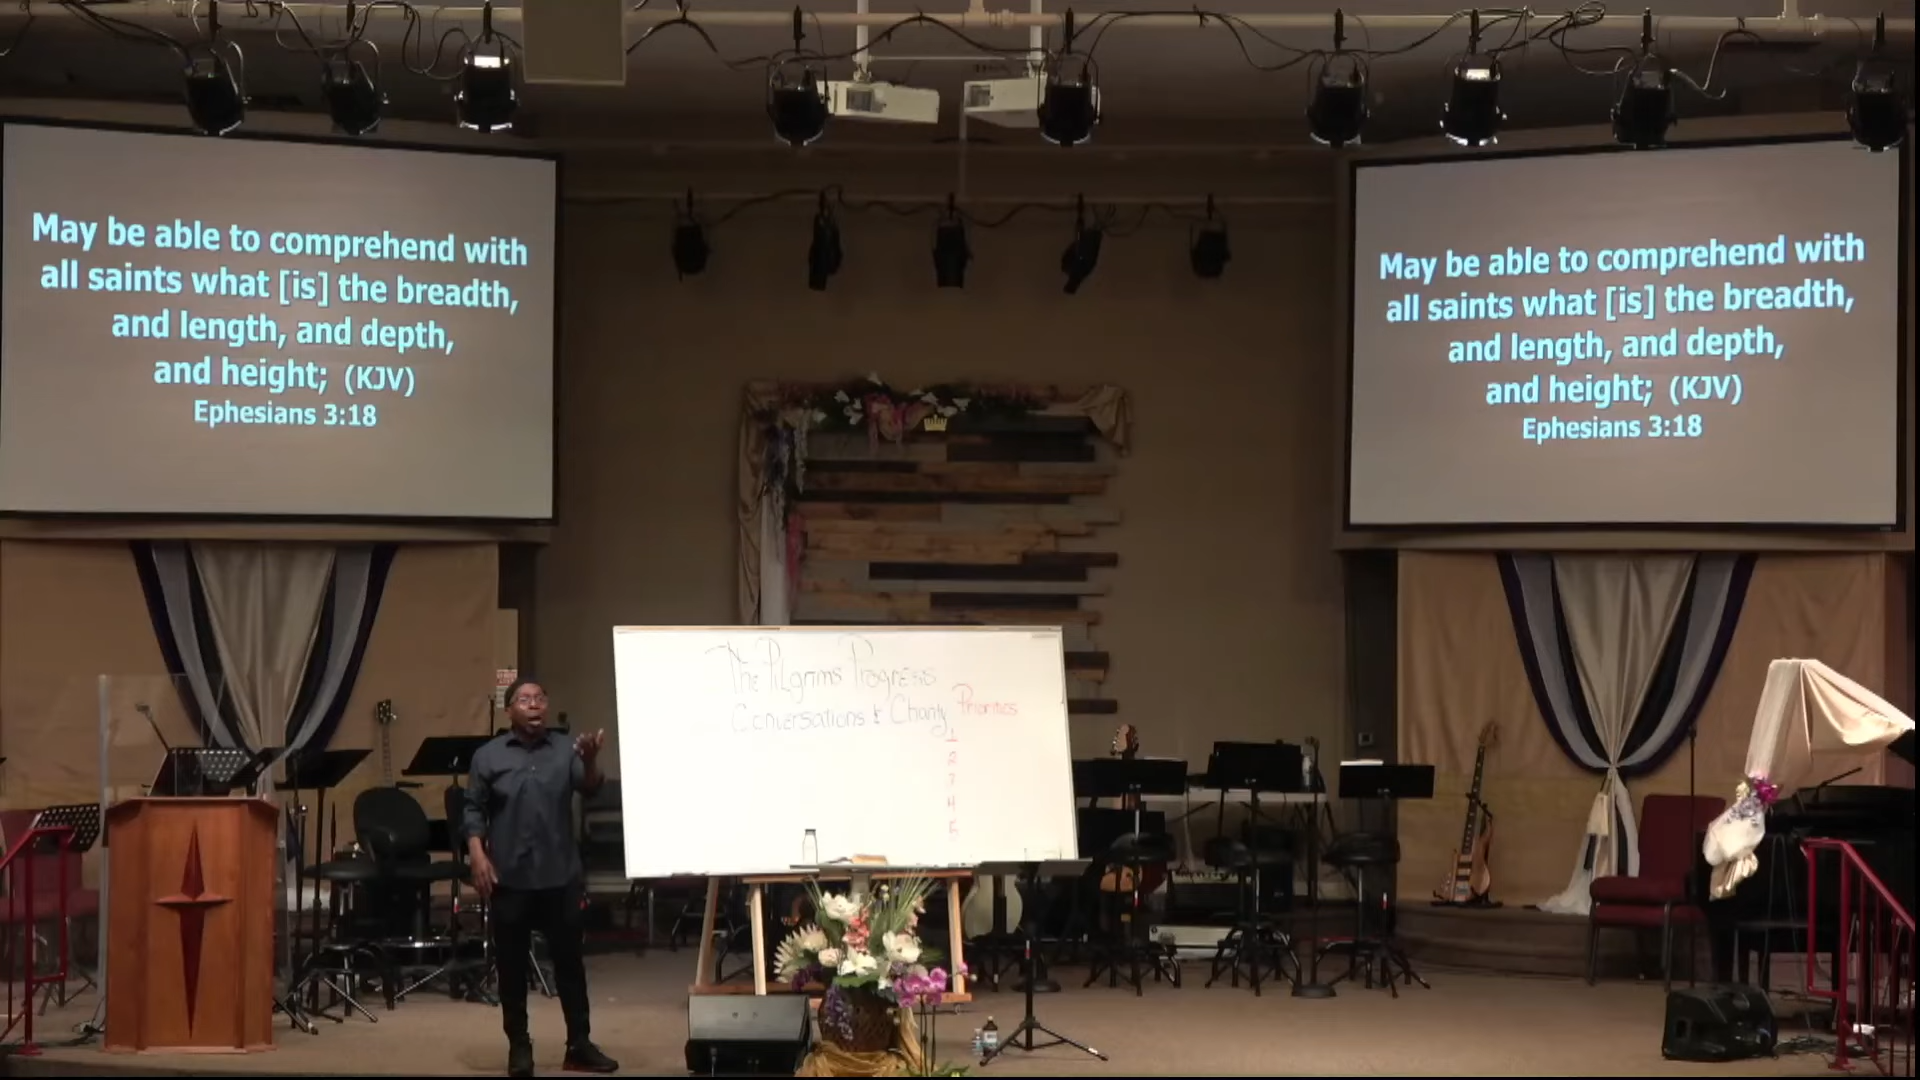 May be able to comprehend with
all saints what [is] the breadth,
and length, and depth,
and height; (KJV)
Ephesians 3:18
The Pilgrims Progress
Conversations & Charity
Priorities
1
2
3
4
5
May be able to comprehend with
all saints what [is] the breadth,
and length, and depth,
and height; (KJV)
Ephesians 3:18